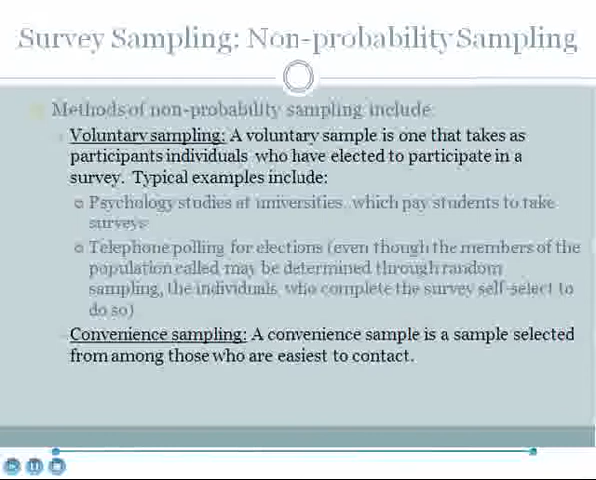 Survey Sampling: Non-probability Sampling
Methods of non-probability sampling include:
Voluntary sampling: A voluntary sample is one that takes as
participants individuals who have elected to participate in a
survey. Typical examples include:
Psychology studies at universities, which pay students to take
surveys
Telephone polling for elections (even though the members of the
population called may be determined through random
sampling, the individuals who complete the survey self-select to
do so)
Convenience sampling: A convenience sample is a sample selected
from among those who are easiest to contact.